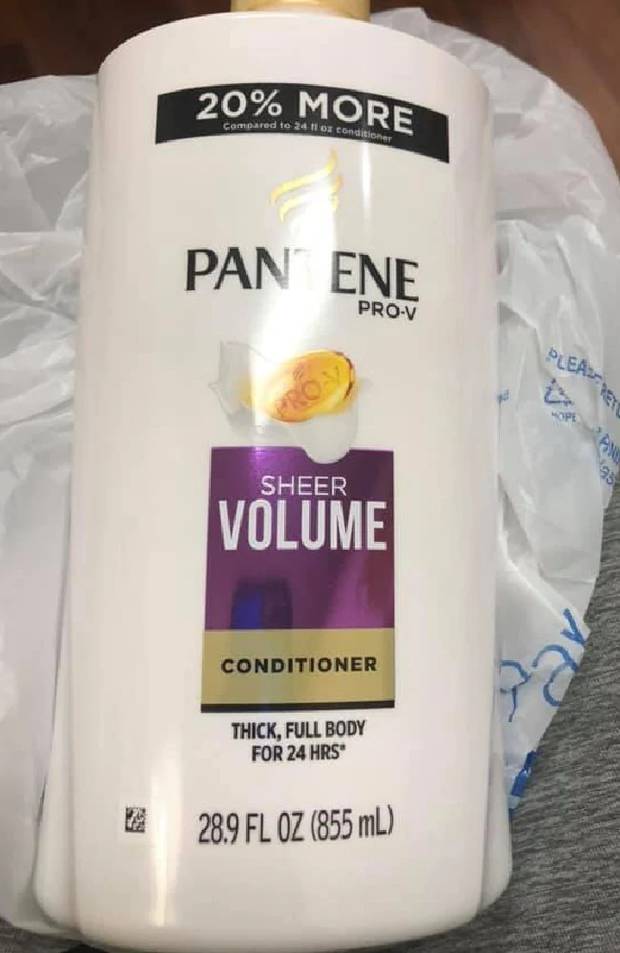 20% MORE
Compared to 24 fl oz conditioner
PANTENE
PRO-V
PRO-V
SHEER
VOLUME
CONDITIONER
THICK, FULL BODY
FOR 24 HRS*
28.9 FL OZ (855 mL)